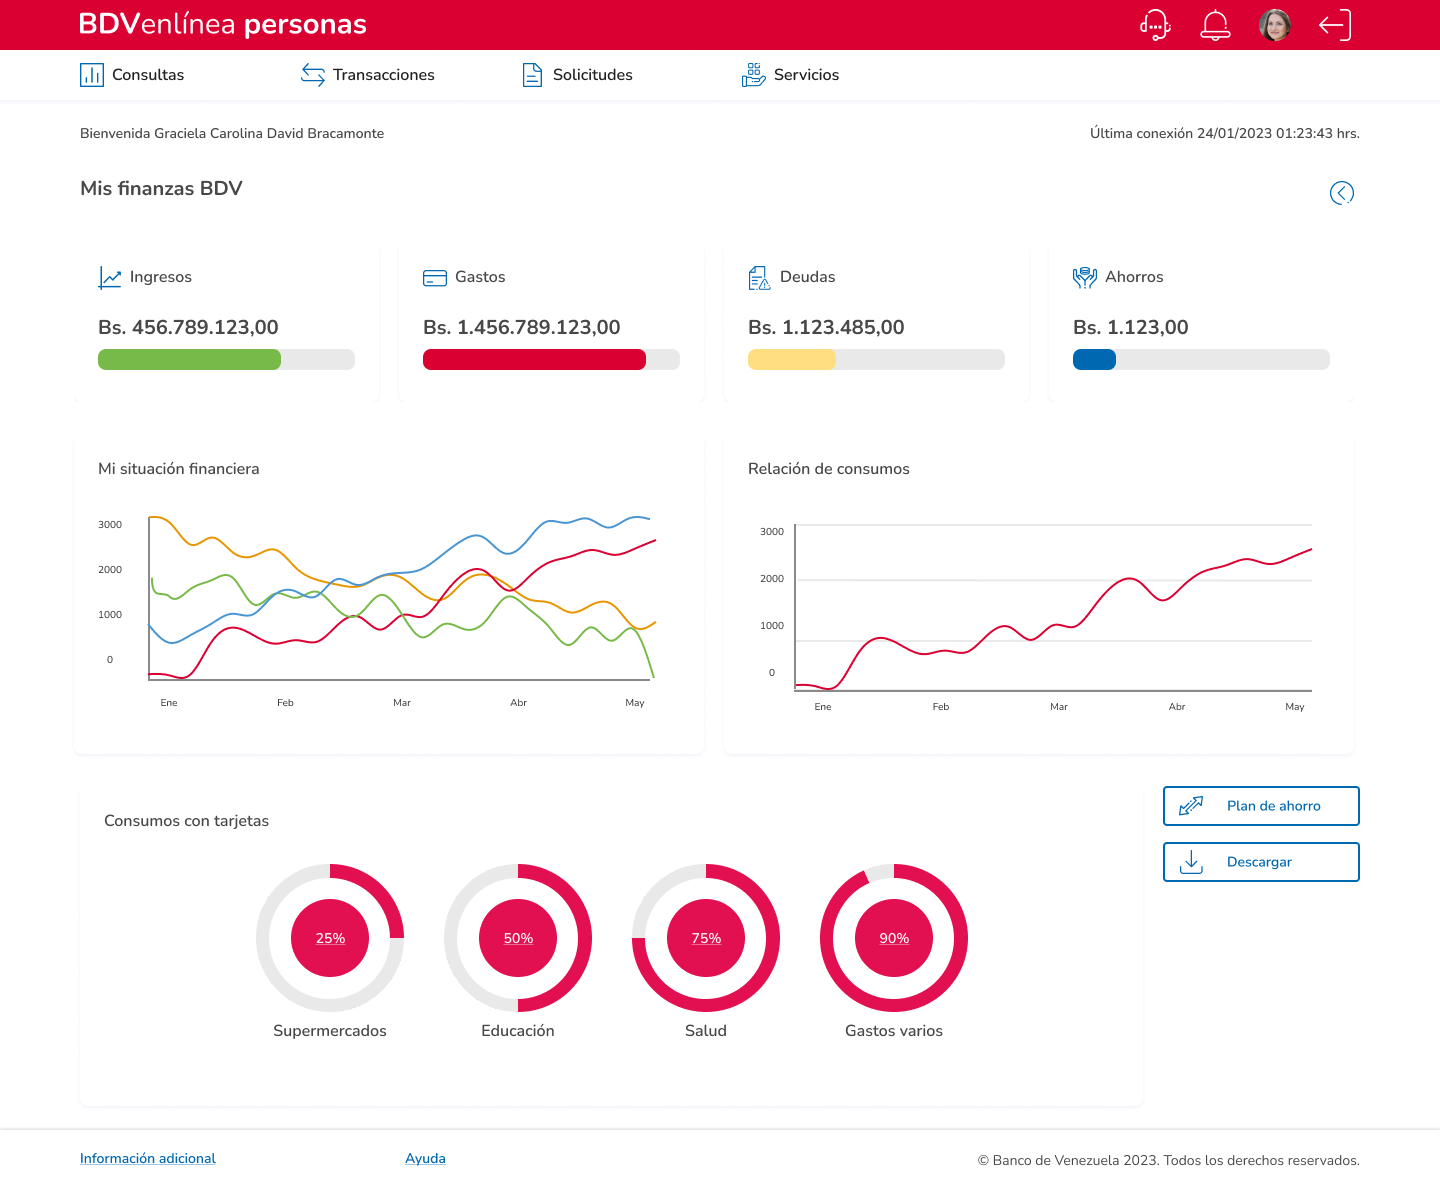 BDVenlínea personas
Consultas
Transacciones
Solicitudes
Servicios
Bienvenida Graciela Carolina David Bracamonte
Última conexión 24/01/2023 01:23:43 hrs.
Mis finanzas BDV
Ingresos
Bs. 456.789.123,00
Gastos
Bs. 1.456.789.123,00
Deudas
Bs. 1.123.485,00
Ahorros
Bs. 1.123,00
Mi situación financiera
3000
2000
1000
0
Ene
Feb
Mar
Abr
May
Relación de consumos
3000
2000
1000
0
Ene
Feb
Mar
Abr
May
Consumos con tarjetas
25%
Supermercados
50%
Educación
75%
Salud
90%
Gastos varios
Plan de ahorro
Descargar
Información adicional
Ayuda
© Banco de Venezuela 2023. Todos los derechos reservados.